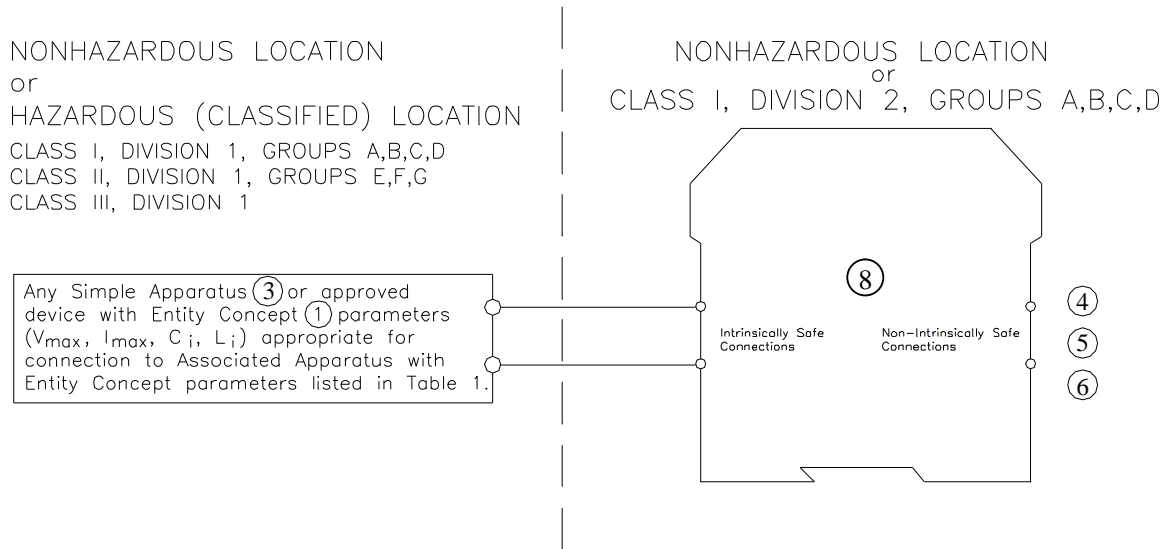 NONHAZARDOUS LOCATION
or
HAZARDOUS (CLASSIFIED) LOCATION
CLASS I, DIVISION 1, GROUPS A,B,C,D
CLASS II, DIVISION 1, GROUPS E,F,G
CLASS III, DIVISION 1
NONHAZARDOUS LOCATION
or
CLASS I, DIVISION 2, GROUPS A,B,C,D
Any Simple Apparatus 3 or approved
device with Entity Concept 1 parameters
(Vmax, Imax, Ci, Li) appropriate for
connection to Associated Apparatus with
Entity Concept parameters listed in Table 1.
8
Intrinsically Safe
Connections
Non-Intrinsically Safe
Connections
4
5
6